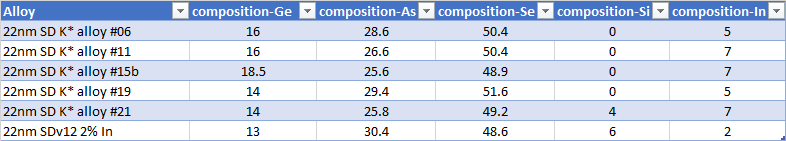 Alloy composition-Ge composition-As composition-Se composition-Si composition-In
22nm SD K* alloy #06 16 28.6 50.4 0 5
22nm SD K* alloy #11 16 26.6 50.4 0 7
22nm SD K* alloy #15b 18.5 25.6 48.9 0 7
22nm SD K* alloy #19 14 29.4 51.6 0 5
22nm SD K* alloy #21 14 25.8 49.2 4 7
22nm SDv12 2% In 13 30.4 48.6 6 2